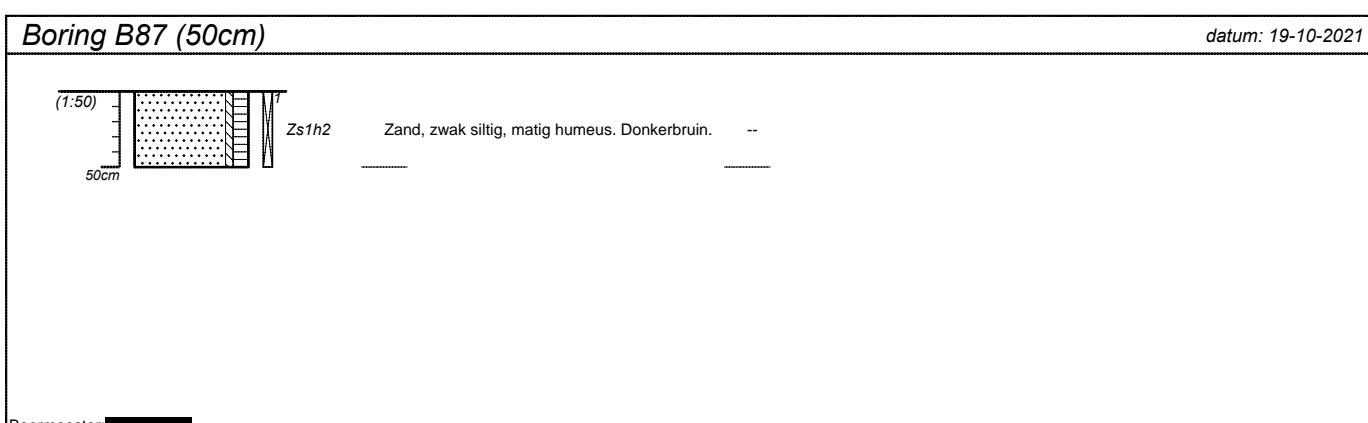 Boring B87 (50cm) datum: 19-10-2021
(1:50) 1
Zs1h2 Zand, zwak siltig, matig humeus. Donkerbruin. --
50cm